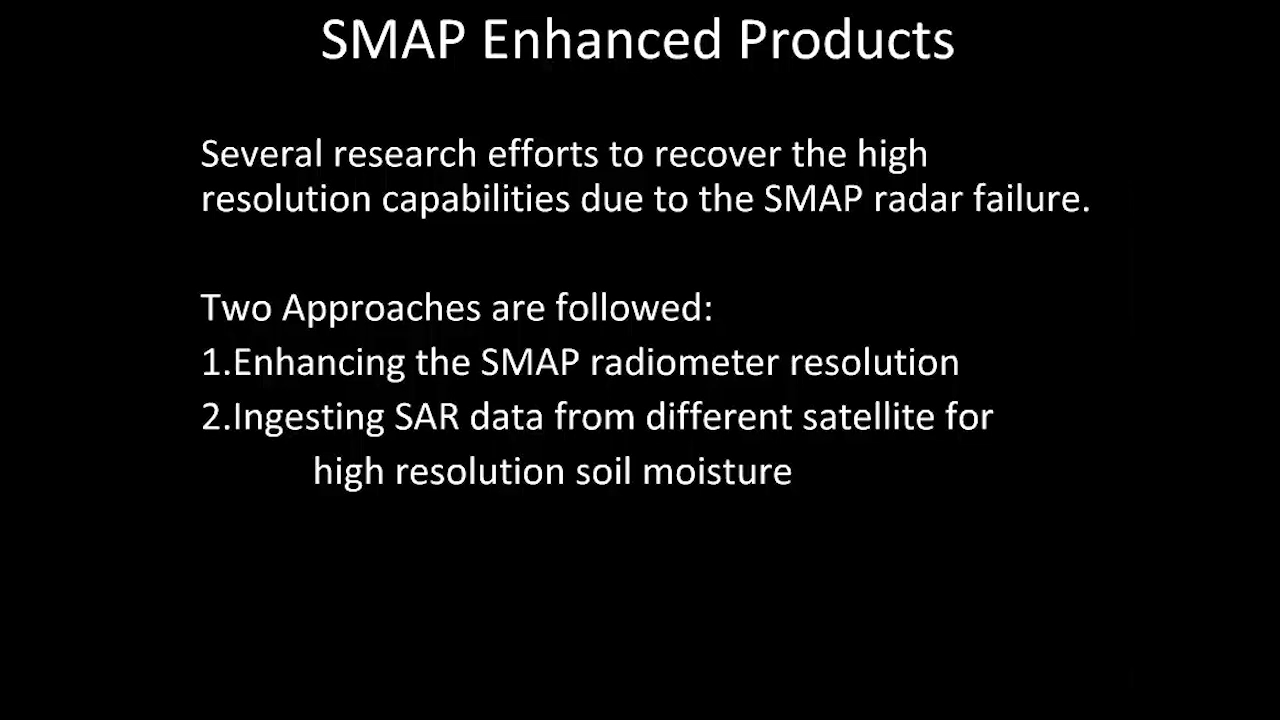 SMAP Enhanced Products
Several research efforts to recover the high
resolution capabilities due to the SMAP radar failure.
Two Approaches are followed:
1.Enhancing the SMAP radiometer resolution
2.Ingesting SAR data from different satellite for
high resolution soil moisture